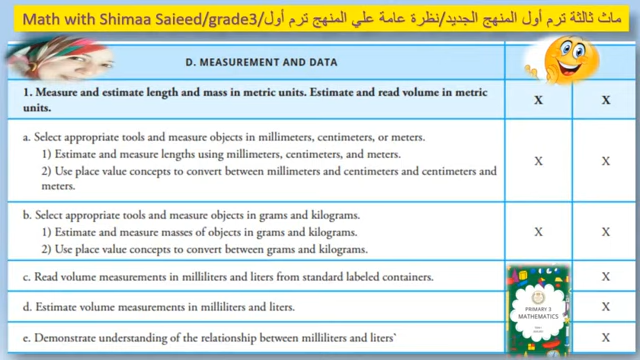 Math with Shimaa Saieed/grade3/ماث ثالثة ترم أول المنهج الجديد/نظرة عامة علي المنهج ترم أول
D. MEASUREMENT AND DATA
1. Measure and estimate length and mass in metric units. Estimate and read volume in metric
units.
X X
a. Select appropriate tools and measure objects in millimeters, centimeters, or meters.
1) Estimate and measure lengths using millimeters, centimeters, and meters.
2) Use place value concepts to convert between millimeters and centimeters and centimeters and
meters.
X X
b. Select appropriate tools and measure objects in grams and kilograms.
1) Estimate and measure masses of objects in grams and kilograms.
2) Use place value concepts to convert between grams and kilograms.
X X
c. Read volume measurements in milliliters and liters from standard labeled containers.
X
d. Estimate volume measurements in milliliters and liters.
X
e. Demonstrate understanding of the relationship between milliliters and liters`
X
PRIMARY 3
MATHEMATICS